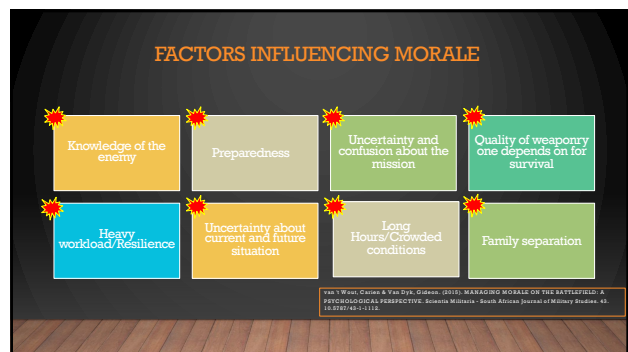 FACTORS INFLUENCING MORALE
Knowledge of the
enemy
Preparedness
Uncertainty and
confusion about the
mission
Quality of weaponry
one depends on for
survival
Heavy
workload/Resilience
Uncertainty about
current and future
situation
Long
Hours/Crowded
conditions
Family separation
van 't Wout, Carien & Van Dyk, Gideon. (2015). MANAGING MORALE ON THE BATTLEFIELD: A
PSYCHOLOGICAL PERSPECTIVE. Scientia Militaria - South African Journal of Military Studies. 43.
10.5787/43-1-1112.